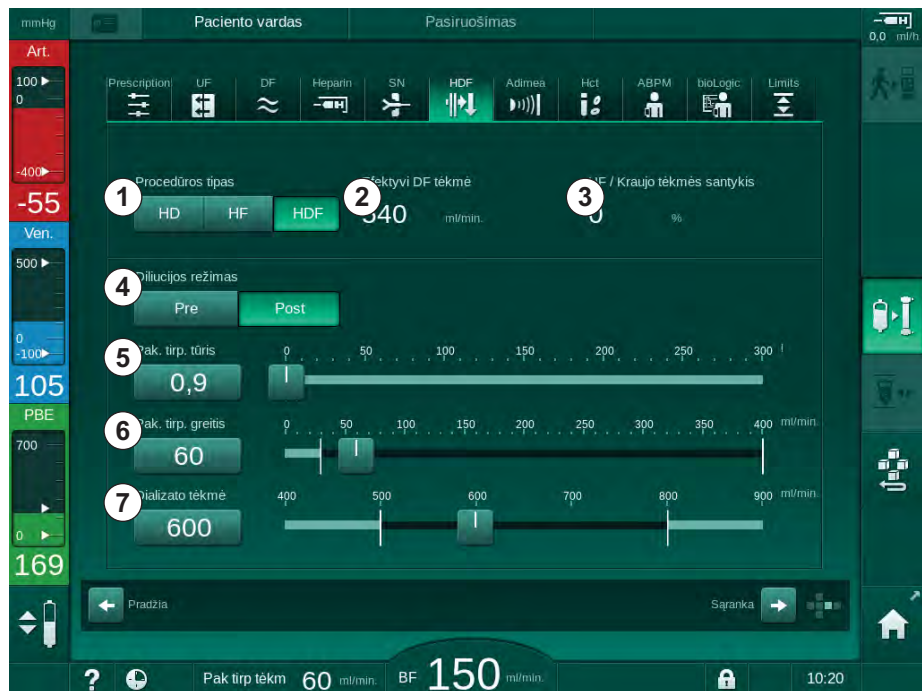 mmHg
Paciento vardas
Pasiruošimas
0,0 ml/h
Art.
100
0
-400
-55
Ven.
500
0
-100
105
PBE
700
0
169
Prescription UF DF Heparin SN HDF Adimea Hct ABPM bioLogic Limits
1 Procedūros tipas
HD HF HDF
2 DF tėkmė
540 ml/min.
3 / Kraujo tėkmės santykis
0 %
4 Diliucijos režimas
Pre Post
5 Pak. tirp. tūris
0,9
0 50 100 150 200 250 300 l
6 Pak. tirp. greitis
60
0 50 100 150 200 250 300 350 400 ml/min.
7 Dializato tėkmė
600
400 500 600 700 800 900 ml/min.
Pradžia
Sąranka
? Pak tirp tėkm 60 ml/min. BF 150 ml/min. 10:20